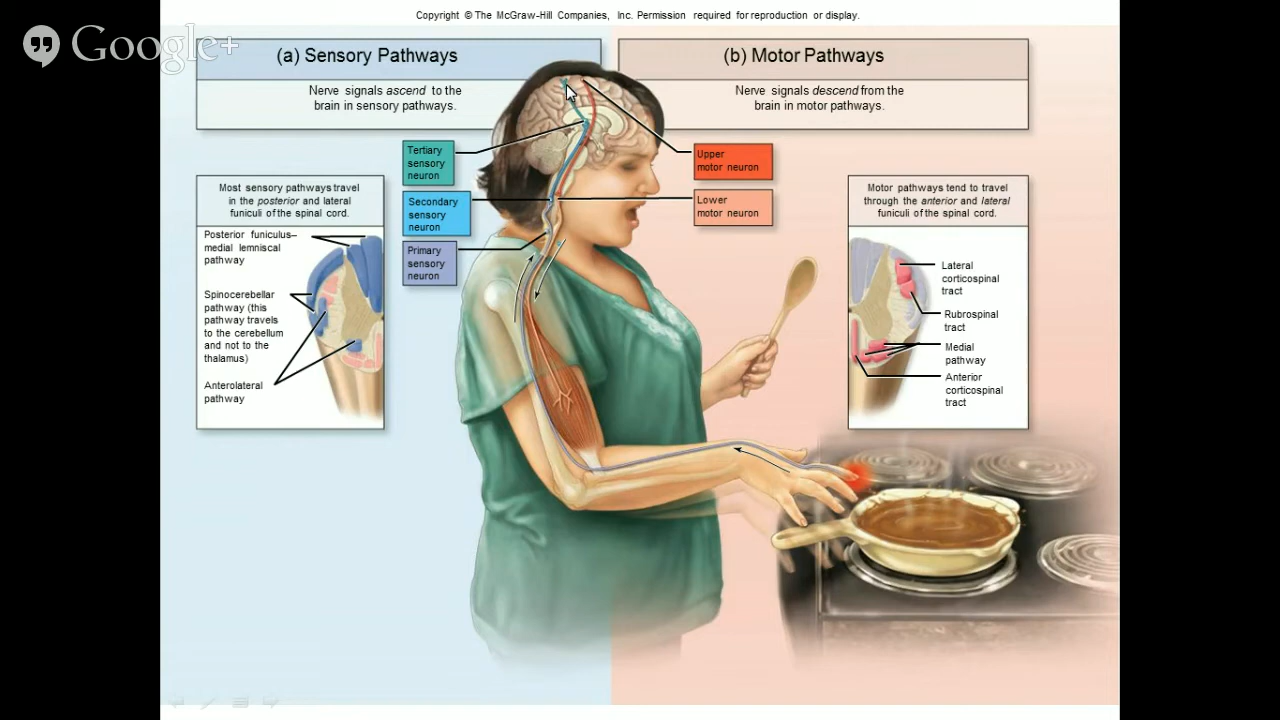 Copyright © The McGraw-Hill Companies, Inc. Permission required for reproduction or display.
Google+
(a) Sensory Pathways
Nerve signals ascend to the
brain in sensory pathways.
(b) Motor Pathways
Nerve signals descend from the
brain in motor pathways.
Tertiary
sensory
neuron
Secondary
sensory
neuron
Primary
sensory
neuron
Upper
motor neuron
Lower
motor neuron
Most sensory pathways travel
in the posterior and lateral
funiculi of the spinal cord.
Posterior funiculus–
medial lemniscal
pathway
Spinocerebellar
pathway (this
pathway travels
to the cerebellum
and not to the
thalamus)
Anterolateral
pathway
Motor pathways tend to travel
through the anterior and lateral
funiculi of the spinal cord.
Lateral
corticospinal
tract
Rubrospinal
tract
Medial
pathway
Anterior
corticospinal
tract